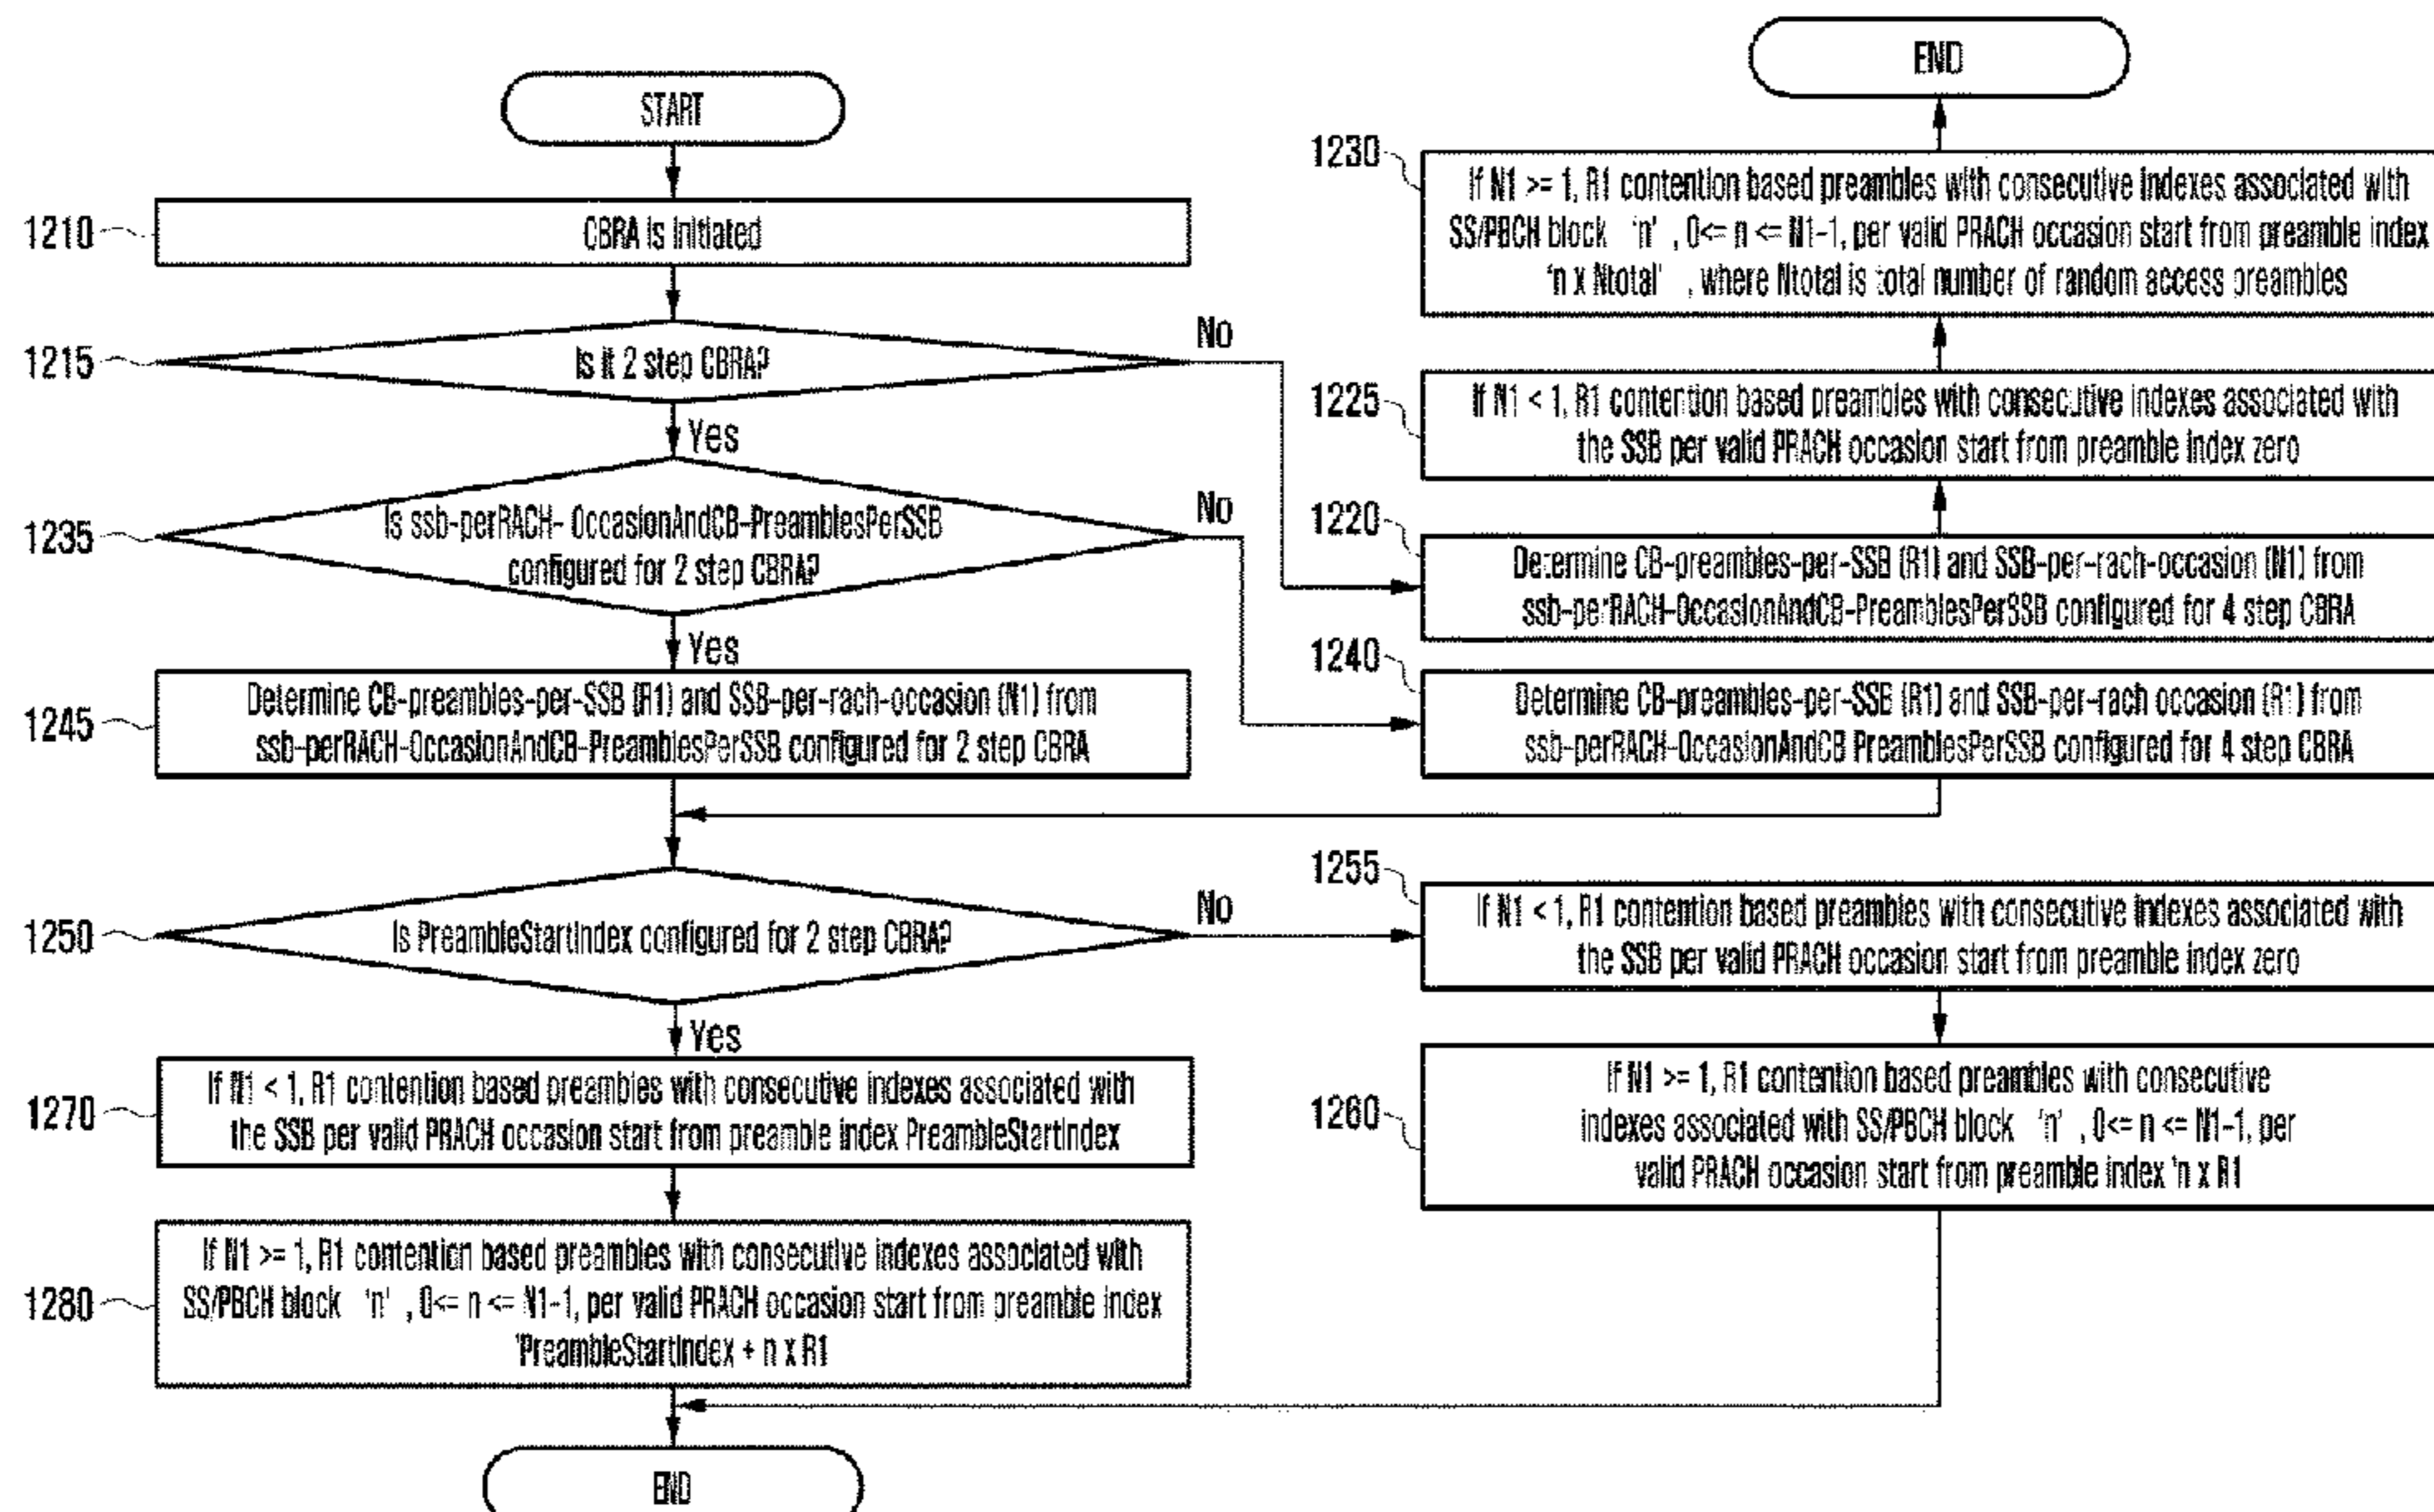 START
1210
CBRA is initiated
1215
Is it 2 step CBRA?
No
Yes
1235
Is ssb-perRACH- OccasionAndCB-PreamblesPerSSB
configured for 2 step CBRA?
No
Yes
1245
Determine CB-preambles-per-SSB (R1) and SSB-per-rach-occasion (N1) from
ssb-perRACH-OccasionAndCB-PreamblesPerSSB configured for 2 step CBRA
1250
Is PreambleStartIndex configured for 2 step CBRA?
No
Yes
1270
If N1 < 1, R1 contention based preambles with consecutive indexes associated with
the SSB per valid PRACH occasion start from preamble index PreambleStartIndex
1280
If N1 >= 1, R1 contention based preambles with consecutive indexes associated with
SS/PBCH block 'n' , 0<= n <= N1-1, per valid PRACH occasion start from preamble index
'PreambleStartIndex + n x R1
END
END
1230
If N1 >= 1, R1 contention based preambles with consecutive indexes associated with
SS/PBCH block 'n' , 0<= n <= N1-1, per valid PRACH occasion start from preamble index
'n x Ntotal' , where Ntotal is total number of random access preambles
1225
If N1 < 1, R1 contention based preambles with consecutive indexes associated with
the SSB per valid PRACH occasion start from preamble index zero
1220
Determine CB-preambles-per-SSB (R1) and SSB-per-rach-occasion (N1) from
ssb-perRACH-OccasionAndCB-PreamblesPerSSB configured for 4 step CBRA
1240
Determine CB-preambles-per-SSB (R1) and SSB-per-rach occasion (R1) from
ssb-perRACH-OccasionAndCB PreamblesPerSSB configured for 4 step CBRA
1255
If N1 < 1, R1 contention based preambles with consecutive indexes associated with
the SSB per valid PRACH occasion start from preamble index zero
1260
If N1 >= 1, R1 contention based preambles with consecutive
indexes associated with SS/PBCH block 'n' , 0<= n <= N1-1, per
valid PRACH occasion start from preamble index 'n x R1